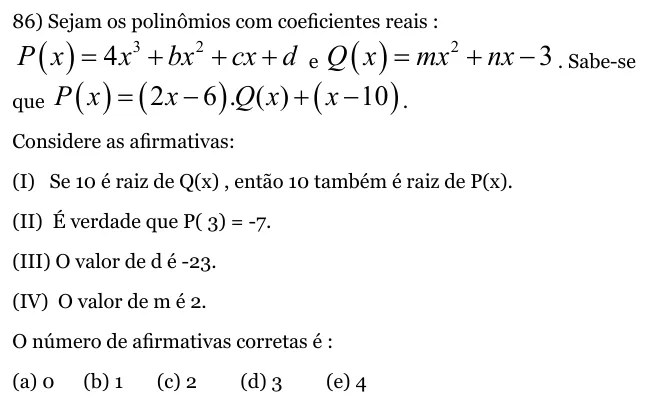 86) Sejam os polinômios com coeficientes reais :
P(x) = 4x³ + bx² + cx + d e Q(x) = mx² + nx − 3 . Sabe-se
que P(x) = (2x − 6).Q(x) + (x − 10) .
Considere as afirmativas:
(I) Se 10 é raiz de Q(x) , então 10 também é raiz de P(x).
(II) É verdade que P( 3) = -7.
(III) O valor de d é -23.
(IV) O valor de m é 2.
O número de afirmativas corretas é :
(a) 0 (b) 1 (c) 2 (d) 3 (e) 4